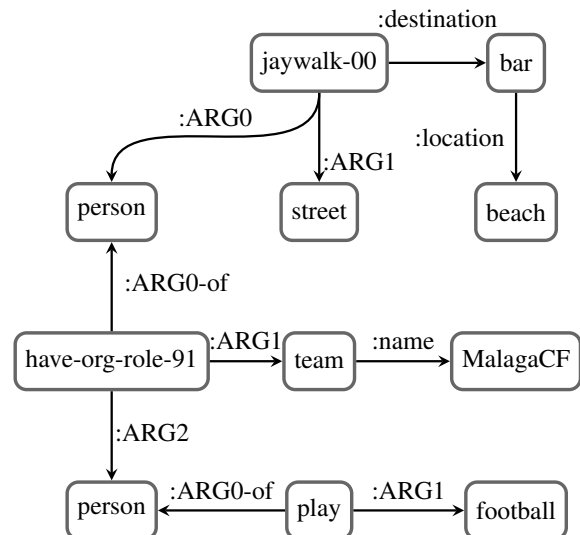 :destination
jaywalk-00 bar
:ARG0 :ARG1 :location
person street beach
:ARG0-of
have-org-role-91 :ARG1 team :name MalagaCF
:ARG2
person :ARG0-of play :ARG1 football